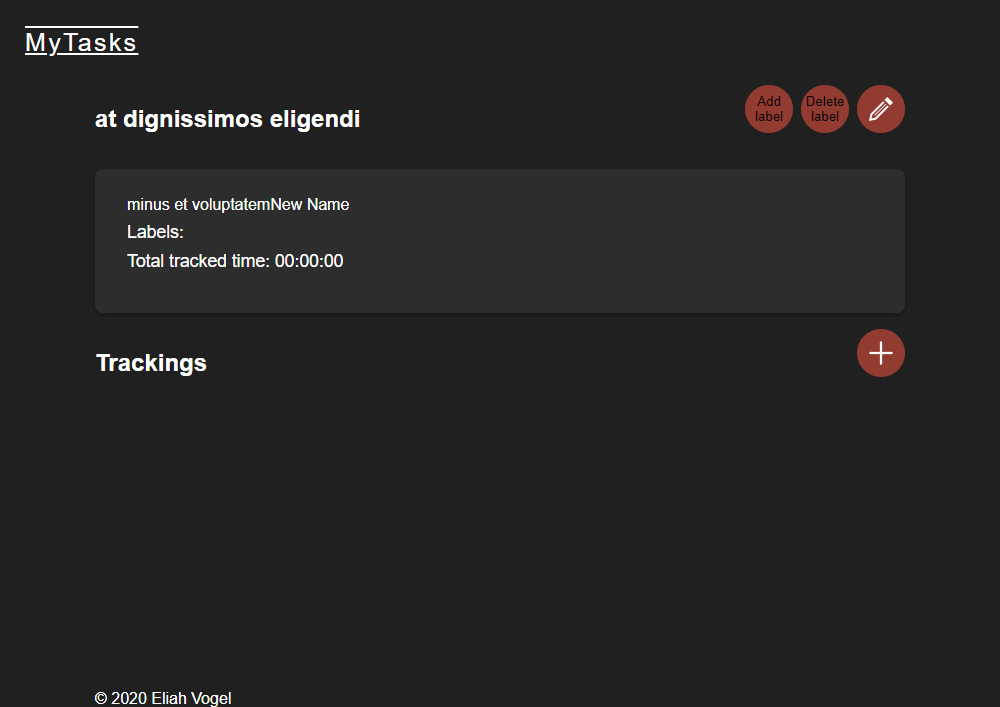 MyTasks
at dignissimos eligendi
Add
label
Delete
label
minus et voluptatemNew Name
Labels:
Total tracked time: 00:00:00
Trackings
© 2020 Eliah Vogel